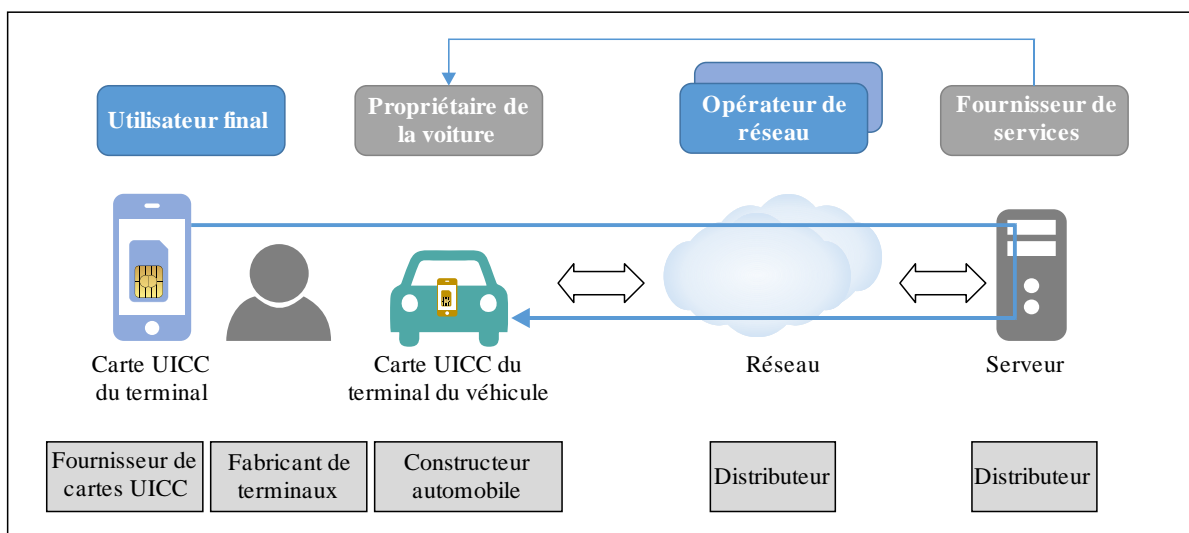 Utilisateur final
Propriétaire de
la voiture
Opérateur de
réseau
Fournisseur de
services
Carte UICC
du terminal
Carte UICC du
terminal du véhicule
Réseau
Serveur
Fournisseur de
cartes UICC
Fabricant de
terminaux
Constructeur
automobile
Distributeur
Distributeur